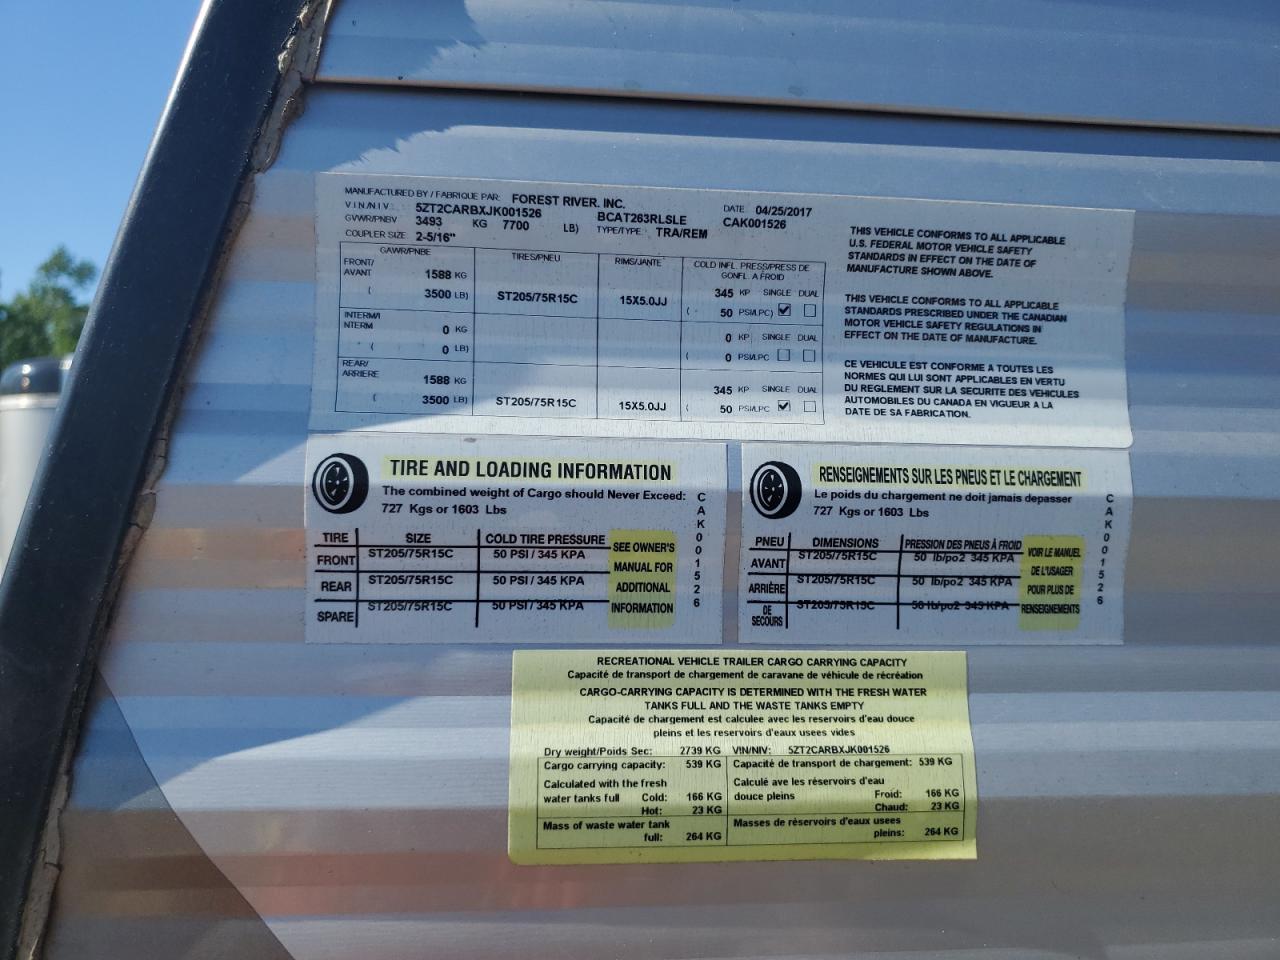 MANUFACTURED BY / FABRIQUE PAR: FOREST RIVER. INC. DATE 04/25/2017
V I N / N I V 5ZT2CARBXJK001526 BCAT263RLSLE CAK001526
GVWR/PNBV 3493 KG 7700 LB) TYPE/TYPE TRA/REM
COUPLER SIZE 2-5/16"
GAWR/PNBE TIRES/PNEU RIMS/JANTE COLD INFL. PRESS/PRESS DE
GONFL. A FROID
FRONT/
AVANT 1588 KG 345 KP SINGLE DUAL
( 3500 LB) ST205/75R15C 15X5.0JJ ( 50 PSI/LPC)
INTERM/I
NTERM 0 KG 0 KP SINGLE DUAL
( 0 LB) ( 0 PSI/LPC
REAR/
ARRIERE 1588 KG 345 KP SINGLE DUAL
( 3500 LB) ST205/75R15C 15X5.0JJ ( 50 PSI/LPC
THIS VEHICLE CONFORMS TO ALL APPLICABLE
U.S. FEDERAL MOTOR VEHICLE SAFETY
STANDARDS IN EFFECT ON THE DATE OF
MANUFACTURE SHOWN ABOVE.
THIS VEHICLE CONFORMS TO ALL APPLICABLE
STANDARDS PRESCRIBED UNDER THE CANADIAN
MOTOR VEHICLE SAFETY REGULATIONS IN
EFFECT ON THE DATE OF MANUFACTURE.
CE VEHICULE EST CONFORME A TOUTES LES
NORMES QUI LUI SONT APPLICABLES EN VERTU
DU REGLEMENT SUR LA SECURITE DES VEHICULES
AUTOMOBILES DU CANADA EN VIGUEUR A LA
DATE DE SA FABRICATION.
TIRE AND LOADING INFORMATION
The combined weight of Cargo should Never Exceed:
727 Kgs or 1603 Lbs
TIRE SIZE COLD TIRE PRESSURE
FRONT ST205/75R15C 50 PSI / 345 KPA
REAR ST205/75R15C 50 PSI / 345 KPA
SPARE ST205/75R15C 50 PSI / 345 KPA
SEE OWNER'S
MANUAL FOR
ADDITIONAL
INFORMATION
CAK001526
RENSEIGNEMENTS SUR LES PNEUS ET LE CHARGEMENT
Le poids du chargement ne doit jamais depasser
727 Kgs or 1603 Lbs
PNEU DIMENSIONS PRESSION DES PNEUS À FROID
AVANT ST205/75R15C 50 lb/po2 345 KPA
ARRIÈRE ST205/75R15C 50 lb/po2 345 KPA
DE
SECOURS ST205/75R15C 50 lb/po2 345 KPA
VOIR LE MANUEL
DE L'USAGER
POUR PLUS DE
RENSEIGNEMENTS
CAK001526
RECREATIONAL VEHICLE TRAILER CARGO CARRYING CAPACITY
Capacité de transport de chargement de caravane de véhicule de récréation
CARGO-CARRYING CAPACITY IS DETERMINED WITH THE FRESH WATER
TANKS FULL AND THE WASTE TANKS EMPTY
Capacité de chargement est calculee avec les reservoirs d'eau douce
pleins et les reservoirs d'eaux usees vides
Dry weight/Poids Sec: 2739 KG VIN/NIV: 5ZT2CARBXJK001526
Cargo carrying capacity: 539 KG Capacité de transport de chargement: 539 KG
Calculated with the fresh Calculé ave les réservoirs d'eau
water tanks full Cold: 166 KG douce pleins Froid: 166 KG
Hot: 23 KG Chaud: 23 KG
Mass of waste water tank Masses de réservoirs d'eaux usees
full: 264 KG pleins: 264 KG